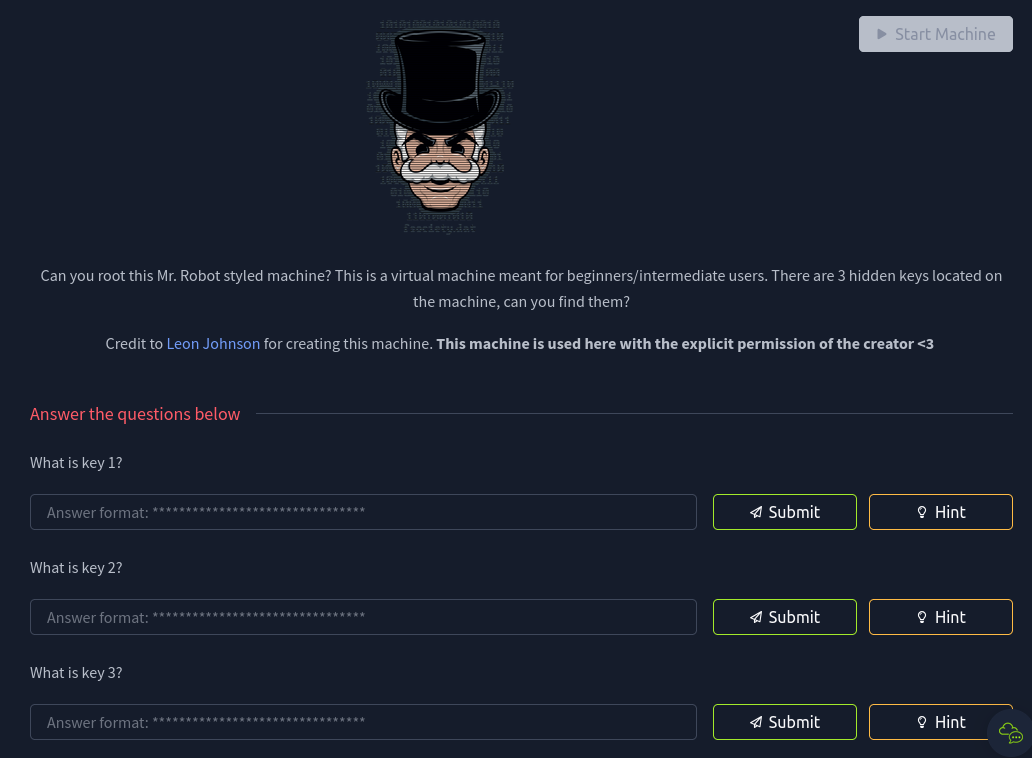 Start Machine
fsociety.dat
Can you root this Mr. Robot styled machine? This is a virtual machine meant for beginners/intermediate users. There are 3 hidden keys located on
the machine, can you find them?
Credit to Leon Johnson for creating this machine. This machine is used here with the explicit permission of the creator <3
Answer the questions below
What is key 1?
Answer format: ********************************
Submit
Hint
What is key 2?
Answer format: ********************************
Submit
Hint
What is key 3?
Answer format: ********************************
Submit
Hint